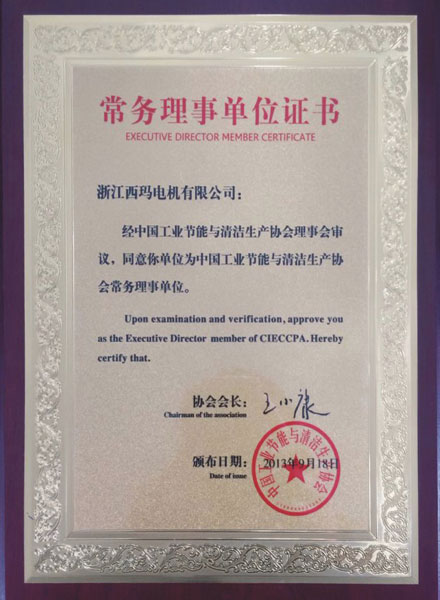 常务理事单位证书
EXECUTIVE DIRECTOR MEMBER CERTIFICATE
浙江西玛电机有限公司：
经中国工业节能与清洁生产协会理事会审
议，同意你单位为中国工业节能与清洁生产协
会常务理事单位。
Upon examination and verification, approve you
as the Executive Director member of CIECCPA. Hereby
certify that.
协会会长：王小康
Chairman of the association
颁布日期：2013年9月18日
Date of issue
中国工业节能与清洁生产协会